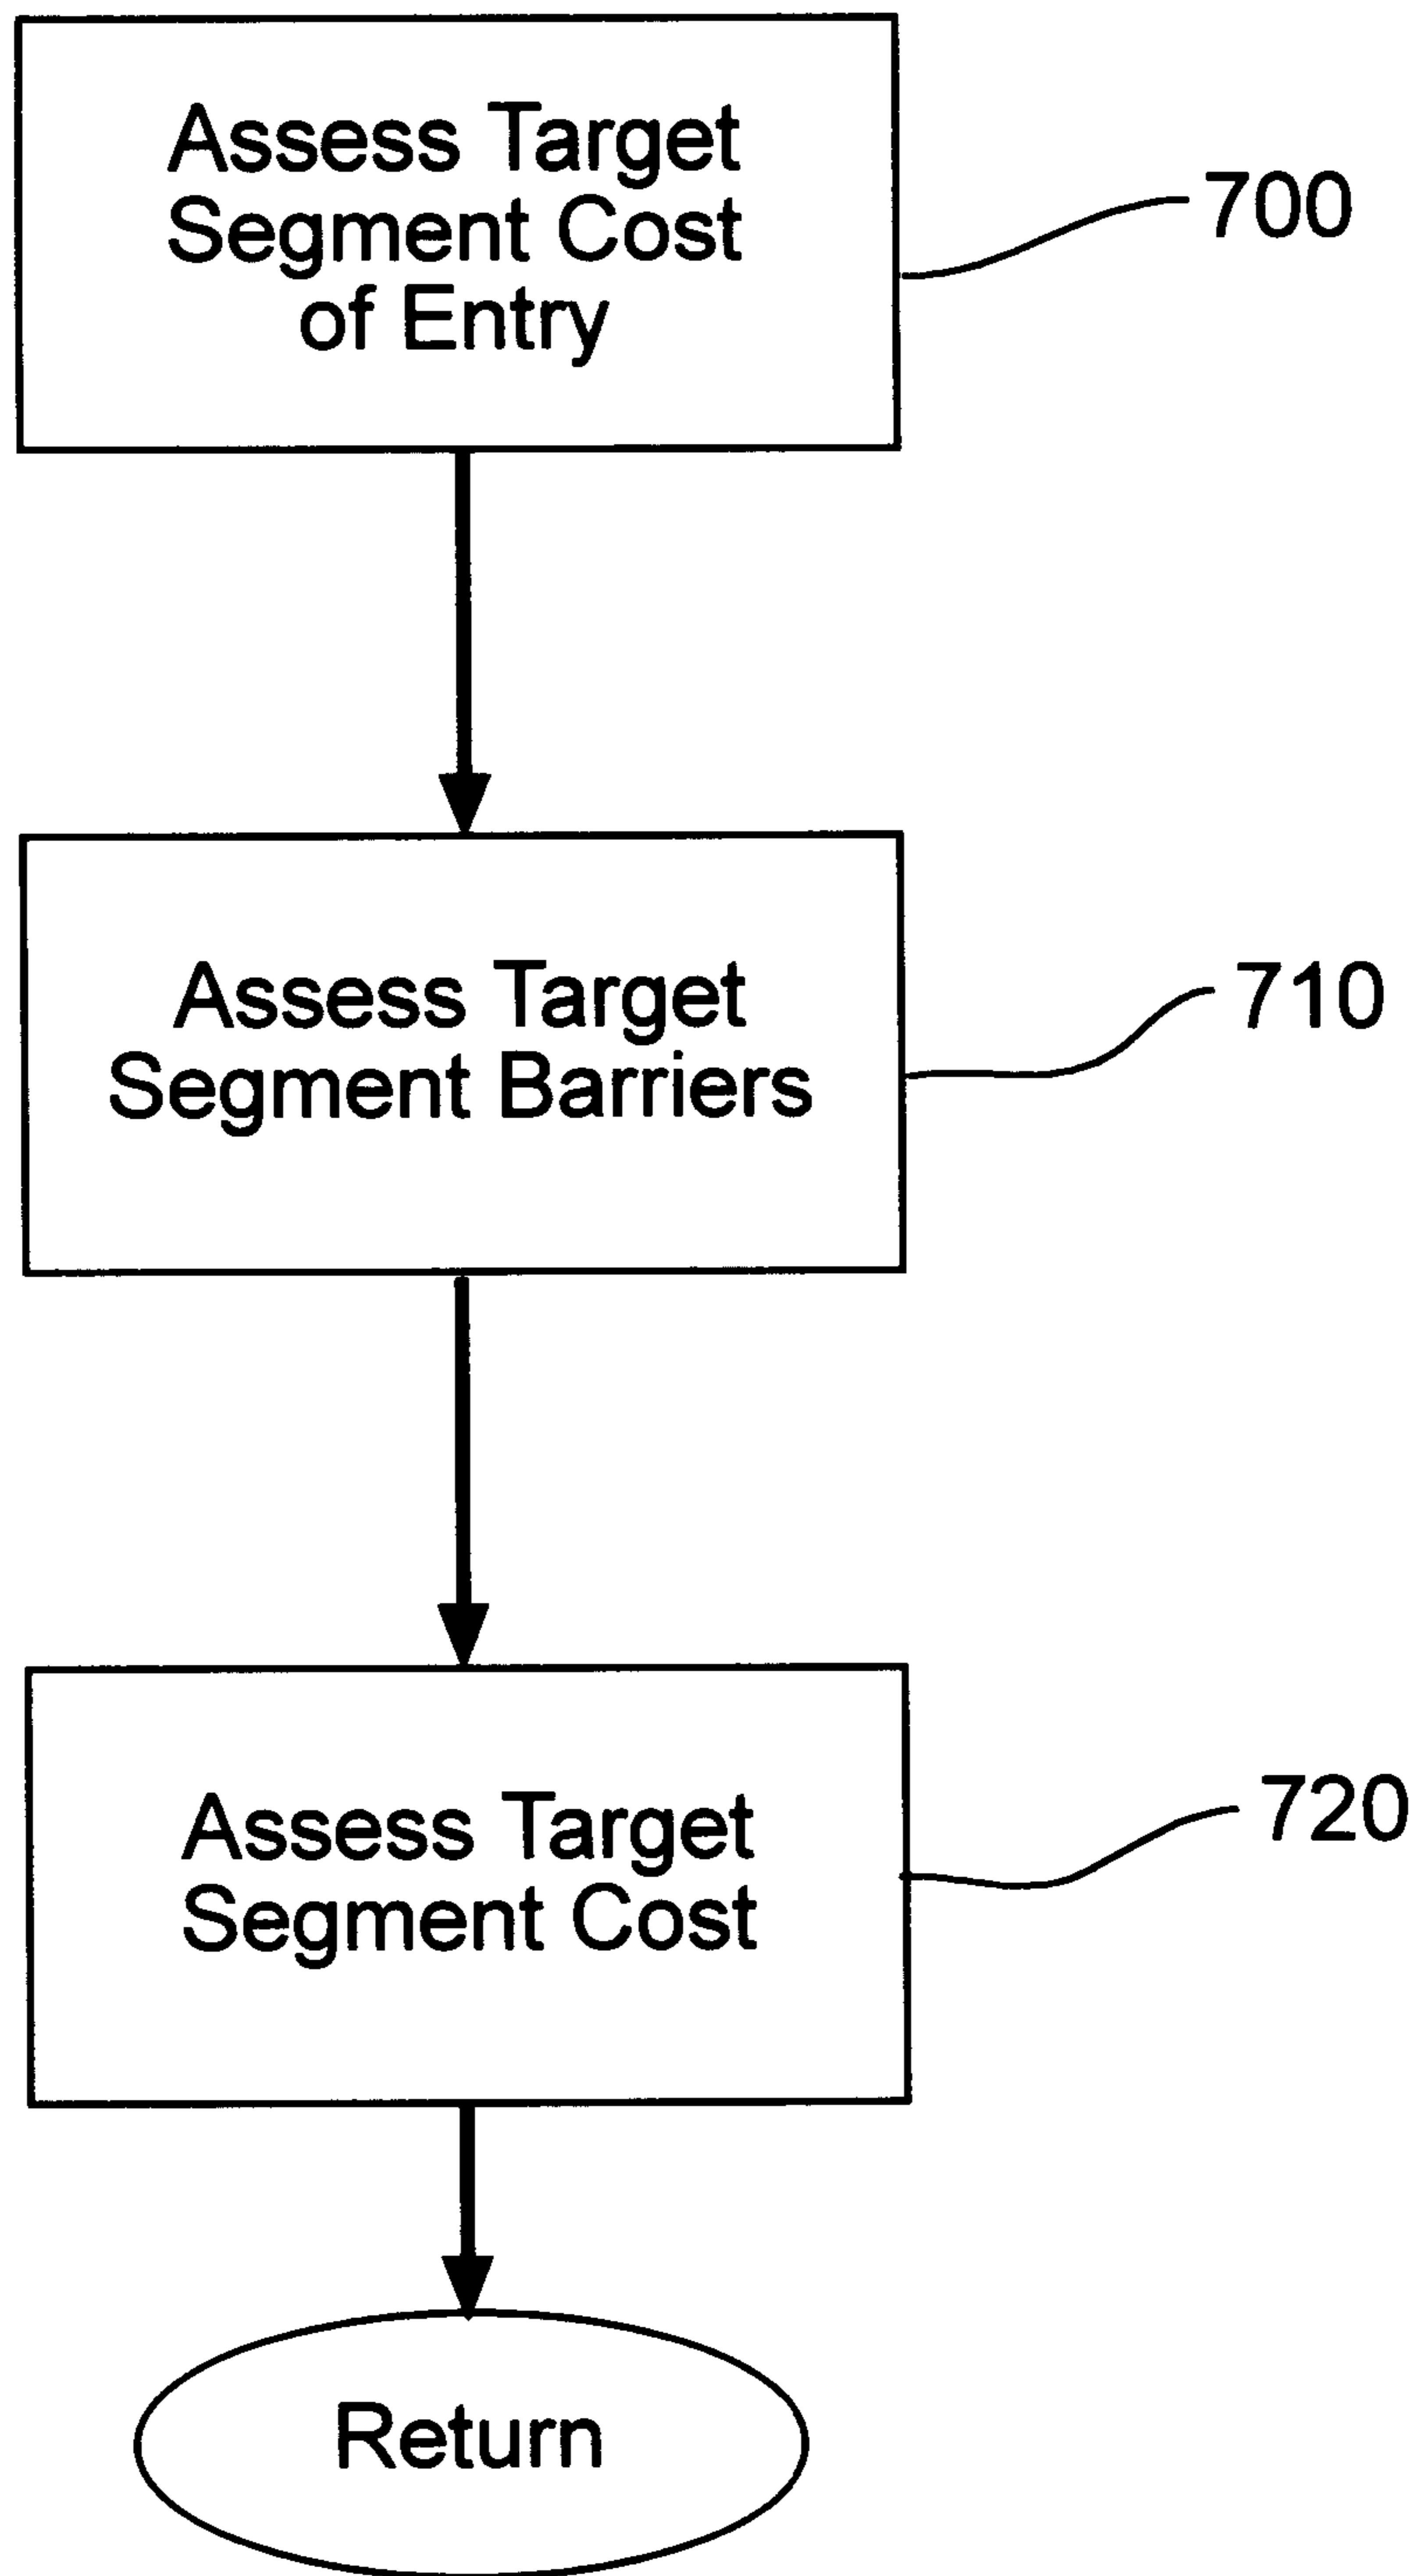 Assess Target
Segment Cost
of Entry
700
Assess Target
Segment Barriers
710
Assess Target
Segment Cost
720
Return